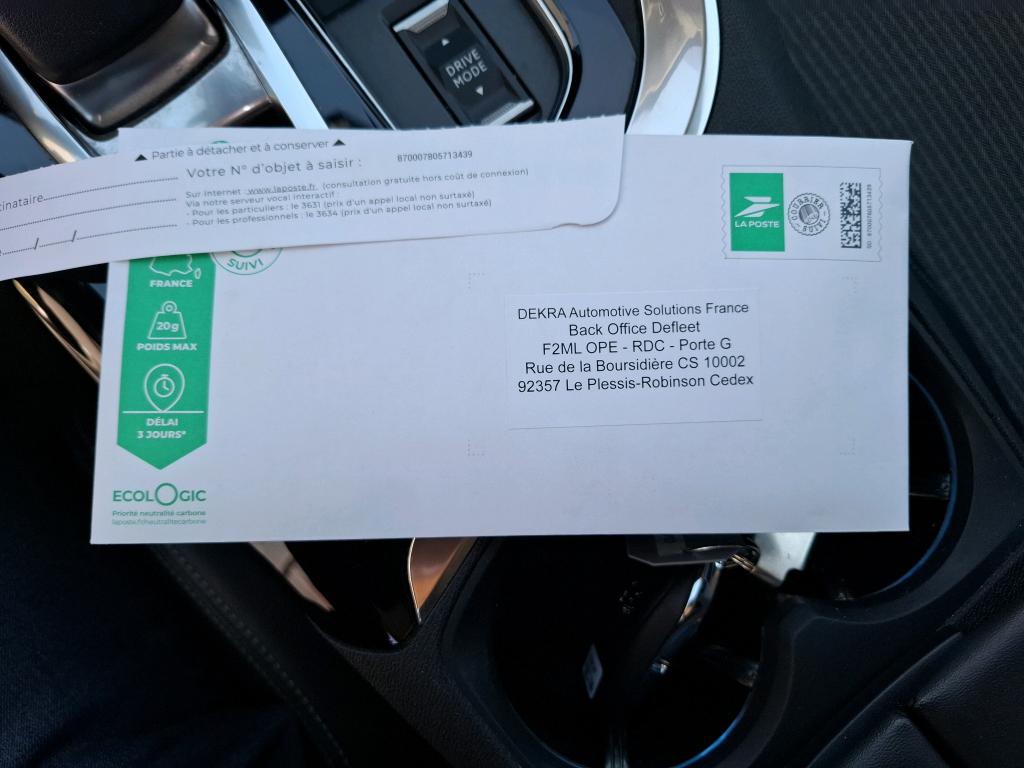 DRIVE
MODE
▲ Partie à détacher et à conserver ▲
Votre N° d'objet à saisir : 870007805713439
Sur Internet : www.laposte.fr (consultation gratuite hors coût de connexion)
Via notre serveur vocal interactif :
- Pour les particuliers : le 3631 (prix d'un appel local non surtaxé)
- Pour les professionnels : le 3634 (prix d'un appel local non surtaxé)
LA POSTE
COURRIER
SUIVI
SD : 870007805713439
SUIVI
FRANCE
20g
POIDS MAX
DÉLAI
3 JOURS*
ECOLOGIC
Priorité neutralité carbone
laposte.fr/neutralitecarbone
DEKRA Automotive Solutions France
Back Office Defleet
F2ML OPE - RDC - Porte G
Rue de la Boursidière CS 10002
92357 Le Plessis-Robinson Cedex